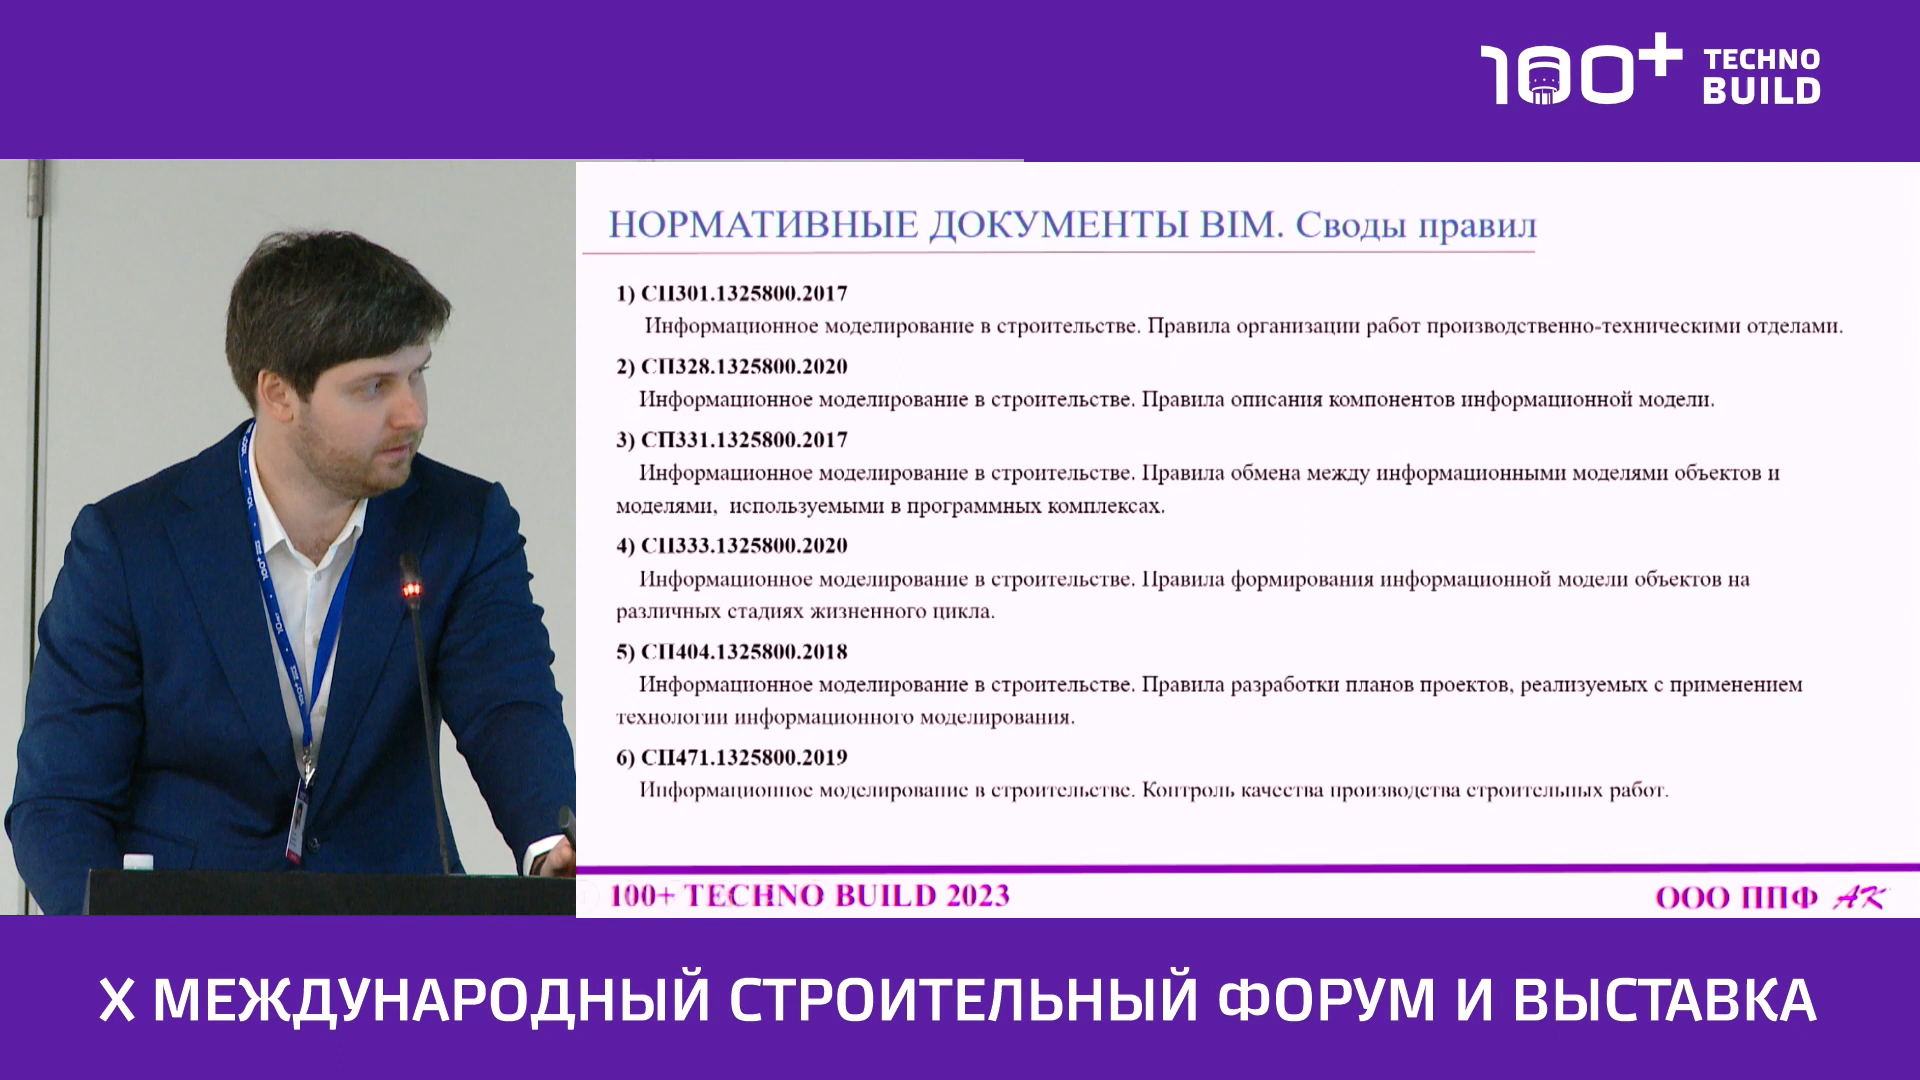 100+ TECHNO
BUILD
НОРМАТИВНЫЕ ДОКУМЕНТЫ BIM. Своды правил
1) СП301.1325800.2017
Информационное моделирование в строительстве. Правила организации работ производственно-техническими отделами.
2) СП328.1325800.2020
Информационное моделирование в строительстве. Правила описания компонентов информационной модели.
3) СП331.1325800.2017
Информационное моделирование в строительстве. Правила обмена между информационными моделями объектов и
моделями, используемыми в программных комплексах.
4) СП333.1325800.2020
Информационное моделирование в строительстве. Правила формирования информационной модели объектов на
различных стадиях жизненного цикла.
5) СП404.1325800.2018
Информационное моделирование в строительстве. Правила разработки планов проектов, реализуемых с применением
технологии информационного моделирования.
6) СП471.1325800.2019
Информационное моделирование в строительстве. Контроль качества производства строительных работ.
100+ TECHNO BUILD 2023
ООО ППФ АК
X МЕЖДУНАРОДНЫЙ СТРОИТЕЛЬНЫЙ ФОРУМ И ВЫСТАВКА